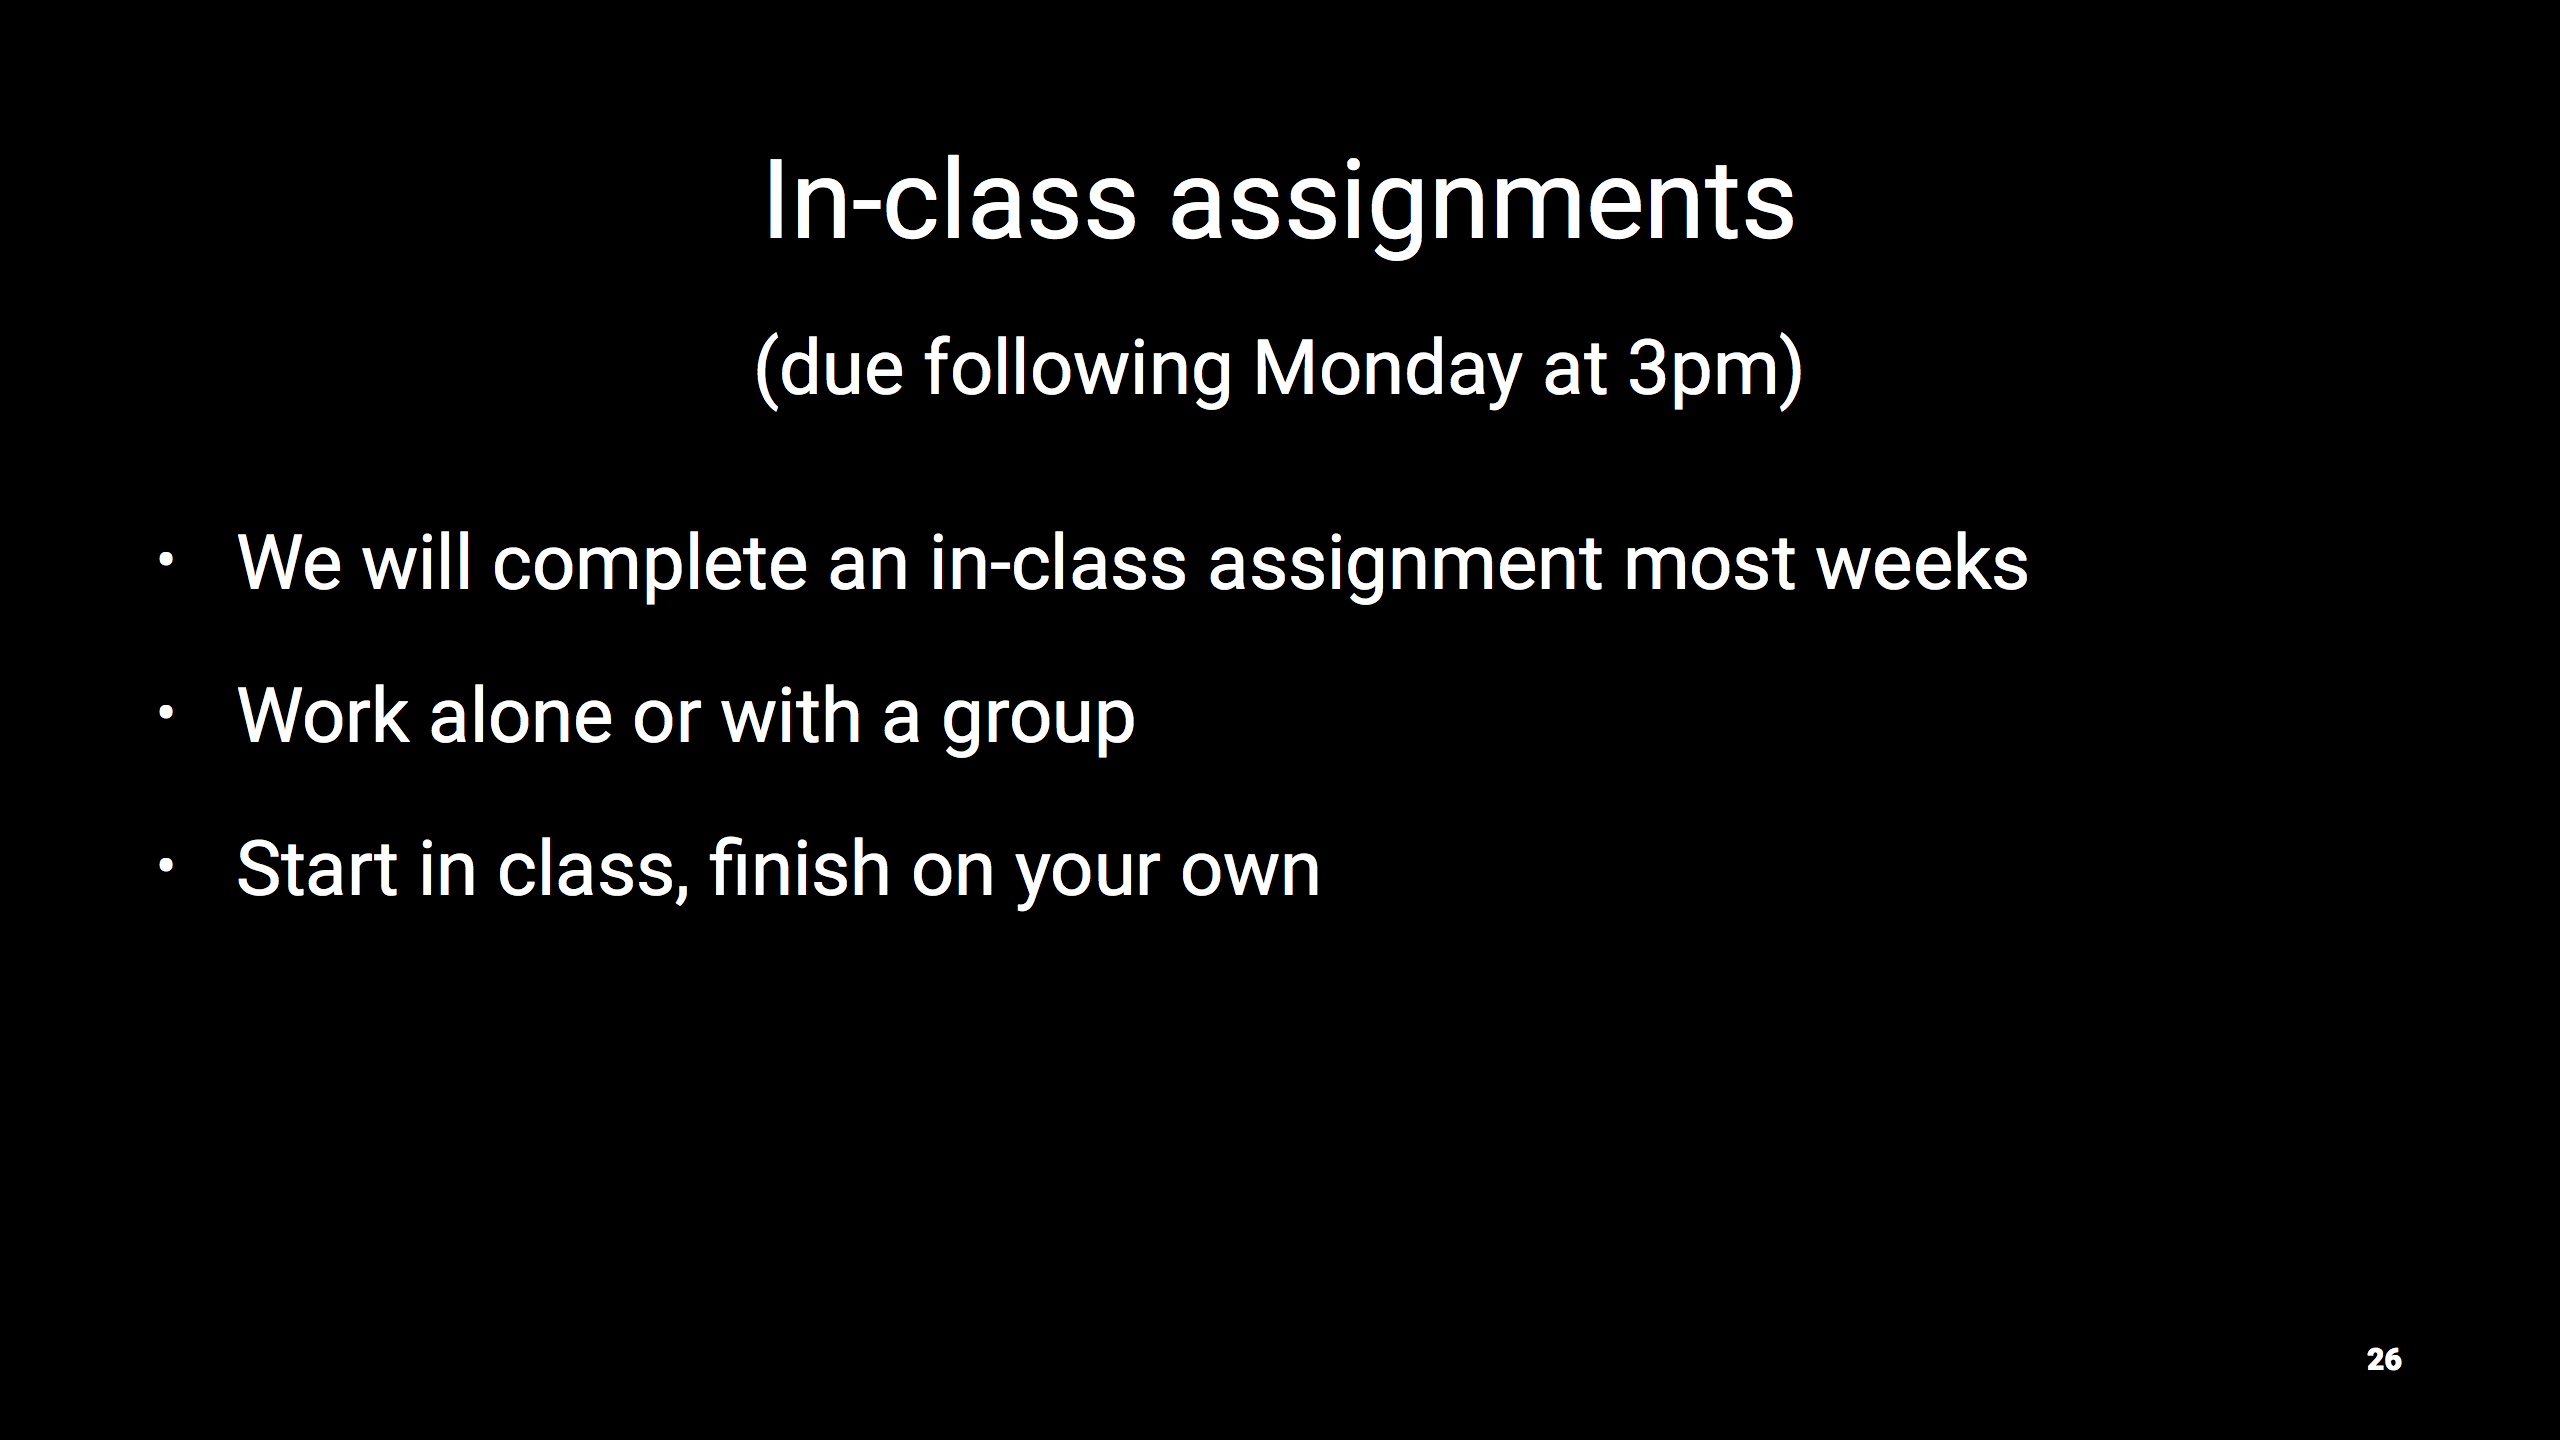 In-class assignments
(due following Monday at 3pm)
• We will complete an in-class assignment most weeks
• Work alone or with a group
• Start in class, finish on your own
26